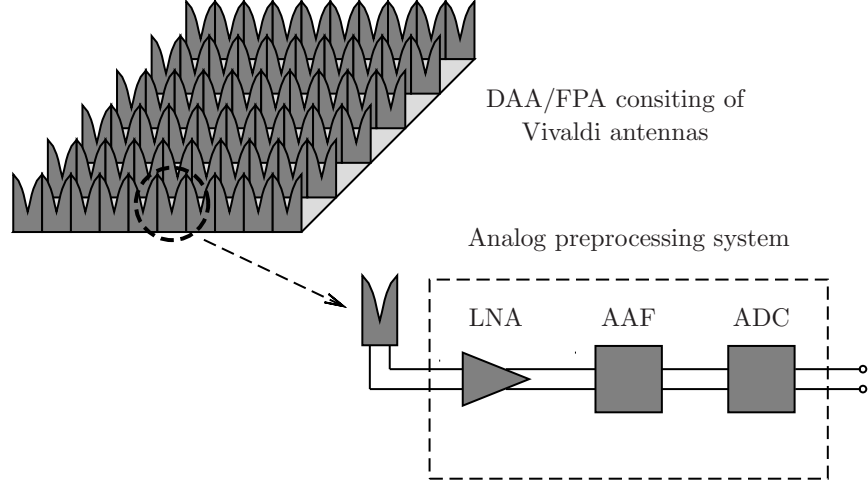 DAA/FPA consiting of
Vivaldi antennas
Analog preprocessing system
LNA AAF ADC